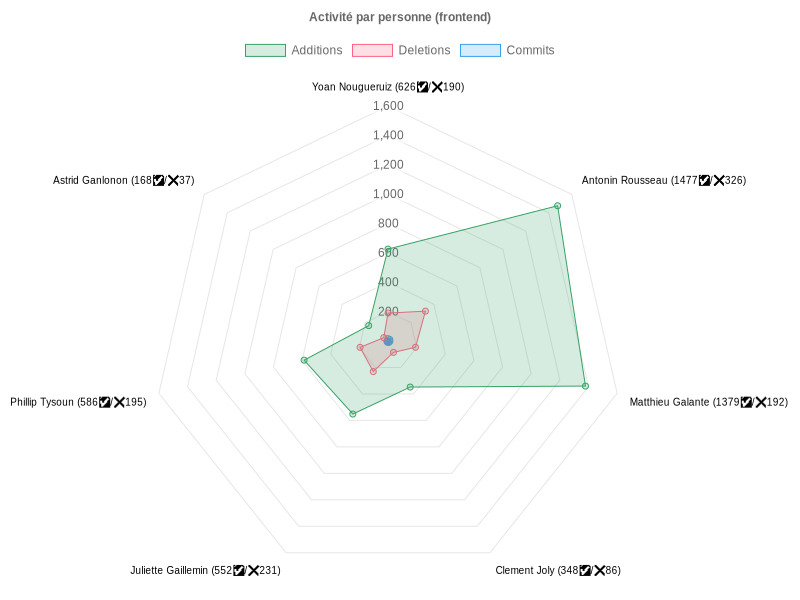 Activité par personne (frontend)
Additions Deletions Commits
Yoan Nougueruiz (626✅/❌190)
1,600
1,400
1,200
1,000
800
600
400
200
Astrid Ganlonon (168✅/❌37)
Antonin Rousseau (1477✅/❌326)
Phillip Tysoun (586✅/❌195)
Matthieu Galante (1379✅/❌192)
Juliette Gaillemin (552✅/❌231)
Clement Joly (348✅/❌86)